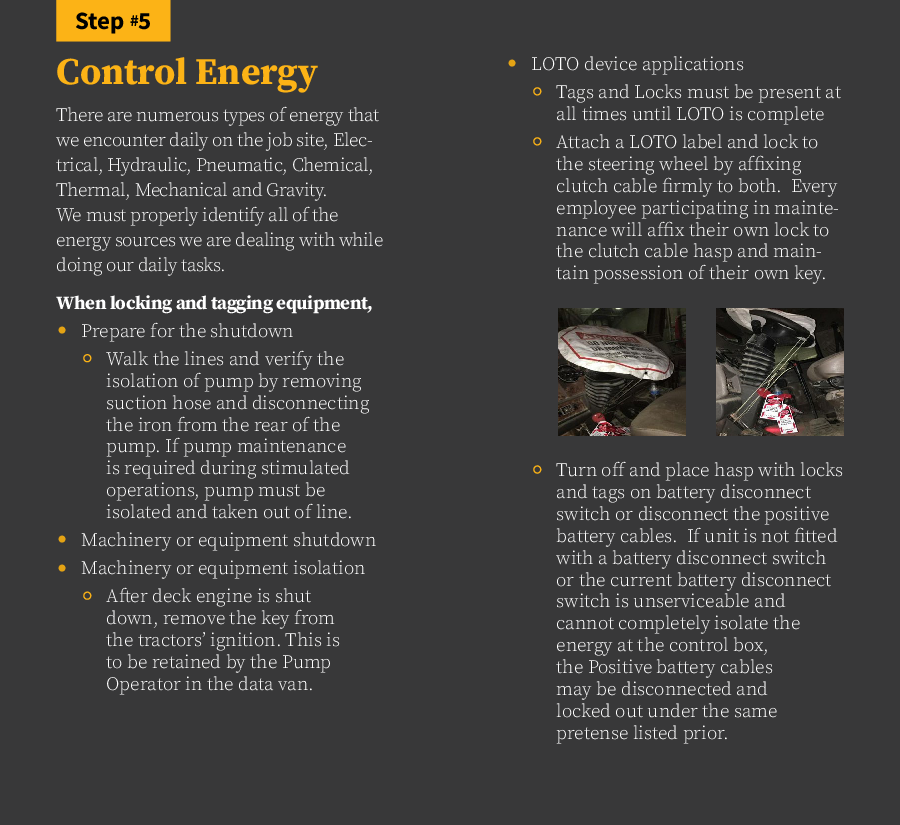 Step #5
Control Energy
There are numerous types of energy that
we encounter daily on the job site, Elec-
trical, Hydraulic, Pneumatic, Chemical,
Thermal, Mechanical and Gravity.
We must properly identify all of the
energy sources we are dealing with while
doing our daily tasks.
When locking and tagging equipment,
• Prepare for the shutdown
○ Walk the lines and verify the
isolation of pump by removing
suction hose and disconnecting
the iron from the rear of the
pump. If pump maintenance
is required during stimulated
operations, pump must be
isolated and taken out of line.
• Machinery or equipment shutdown
• Machinery or equipment isolation
○ After deck engine is shut
down, remove the key from
the tractors’ ignition. This is
to be retained by the Pump
Operator in the data van.
• LOTO device applications
○ Tags and Locks must be present at
all times until LOTO is complete
○ Attach a LOTO label and lock to
the steering wheel by affixing
clutch cable firmly to both.  Every
employee participating in mainte-
nance will affix their own lock to
the clutch cable hasp and main-
tain possession of their own key.
○ Turn off and place hasp with locks
and tags on battery disconnect
switch or disconnect the positive
battery cables.  If unit is not fitted
with a battery disconnect switch
or the current battery disconnect
switch is unserviceable and
cannot completely isolate the
energy at the control box,
the Positive battery cables
may be disconnected and
locked out under the same
pretense listed prior.